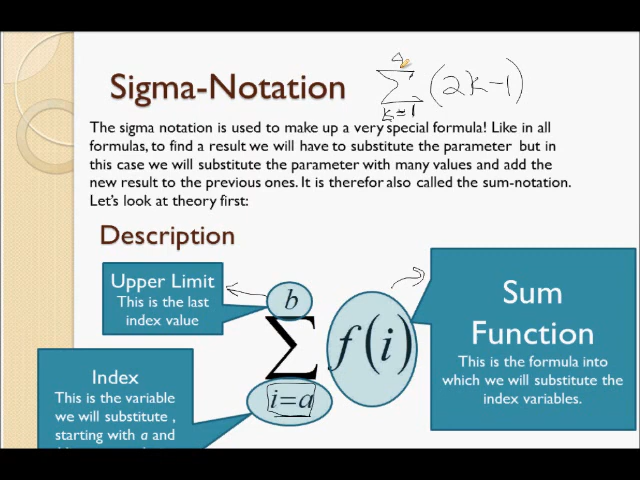 Sigma-Notation
4
∑ (2k-1)
k=1
The sigma notation is used to make up a very special formula! Like in all
formulas, to find a result we will have to substitute the parameter but in
this case we will substitute the parameter with many values and add the
new result to the previous ones. It is therefor also called the sum-notation.
Let's look at theory first:
Description
Upper Limit
This is the last
index value
b
∑ f(i)
i=a
Sum
Function
This is the formula into
which we will substitute the
index variables.
Index
This is the variable
we will substitute ,
starting with a and